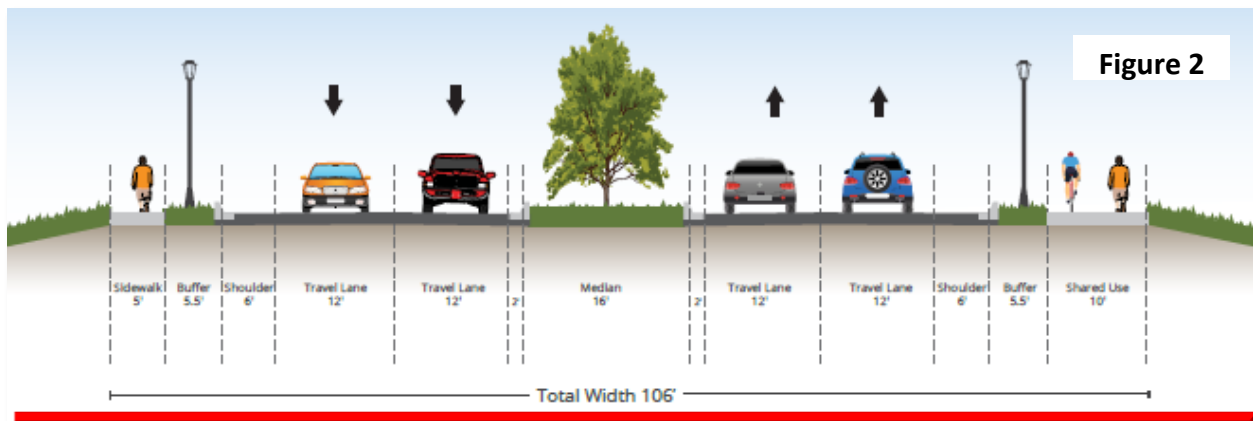 Figure 2
Sidewalk
5'
Buffer
5.5'
Shoulder
6'
Travel Lane
12'
Travel Lane
12'
2'
Median
16'
2'
Travel Lane
12'
Travel Lane
12'
Shoulder
6'
Buffer
5.5'
Shared Use
10'
Total Width 106'